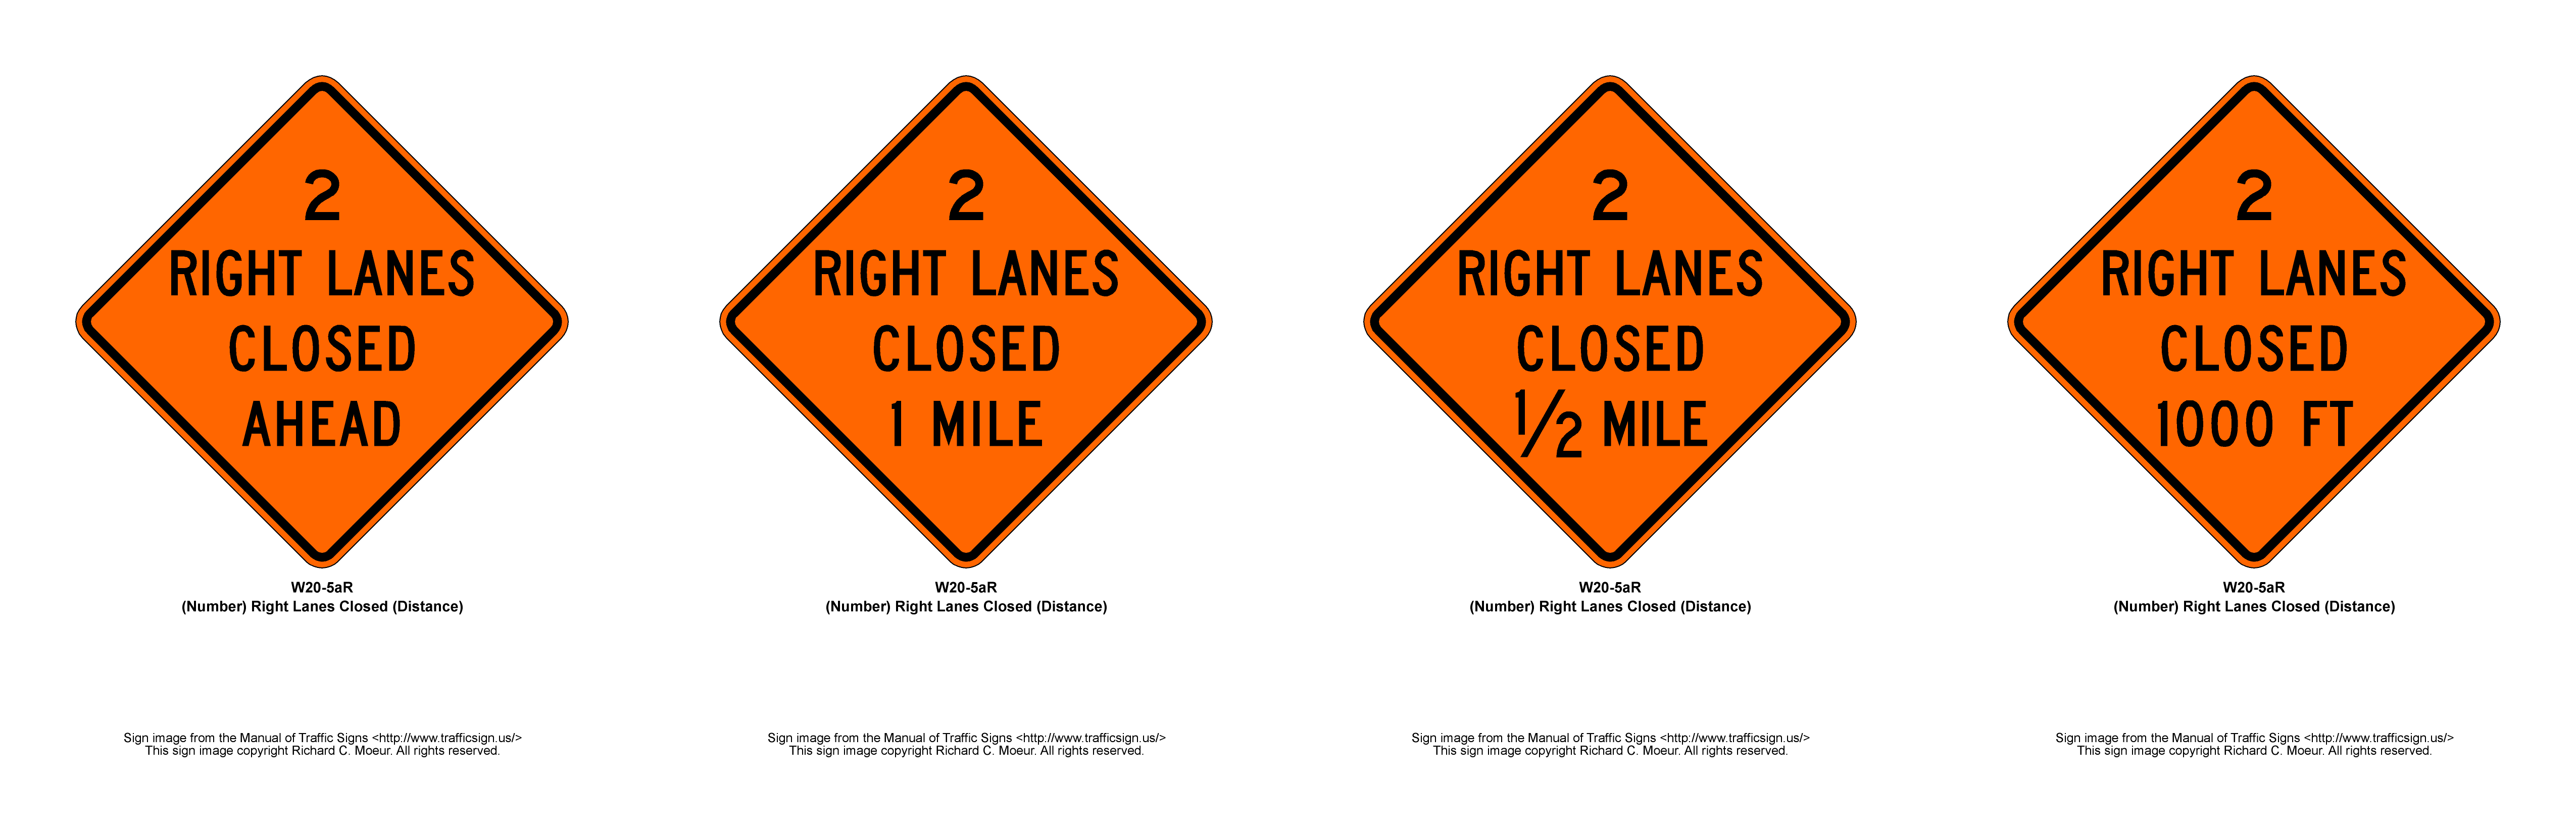 2
RIGHT LANES
CLOSED
AHEAD
W20-5aR
(Number) Right Lanes Closed (Distance)
Sign image from the Manual of Traffic Signs <http://www.trafficsign.us/>
This sign image copyright Richard C. Moeur. All rights reserved.
2
RIGHT LANES
CLOSED
1 MILE
W20-5aR
(Number) Right Lanes Closed (Distance)
Sign image from the Manual of Traffic Signs <http://www.trafficsign.us/>
This sign image copyright Richard C. Moeur. All rights reserved.
2
RIGHT LANES
CLOSED
1/2 MILE
W20-5aR
(Number) Right Lanes Closed (Distance)
Sign image from the Manual of Traffic Signs <http://www.trafficsign.us/>
This sign image copyright Richard C. Moeur. All rights reserved.
2
RIGHT LANES
CLOSED
1000 FT
W20-5aR
(Number) Right Lanes Closed (Distance)
Sign image from the Manual of Traffic Signs <http://www.trafficsign.us/>
This sign image copyright Richard C. Moeur. All rights reserved.